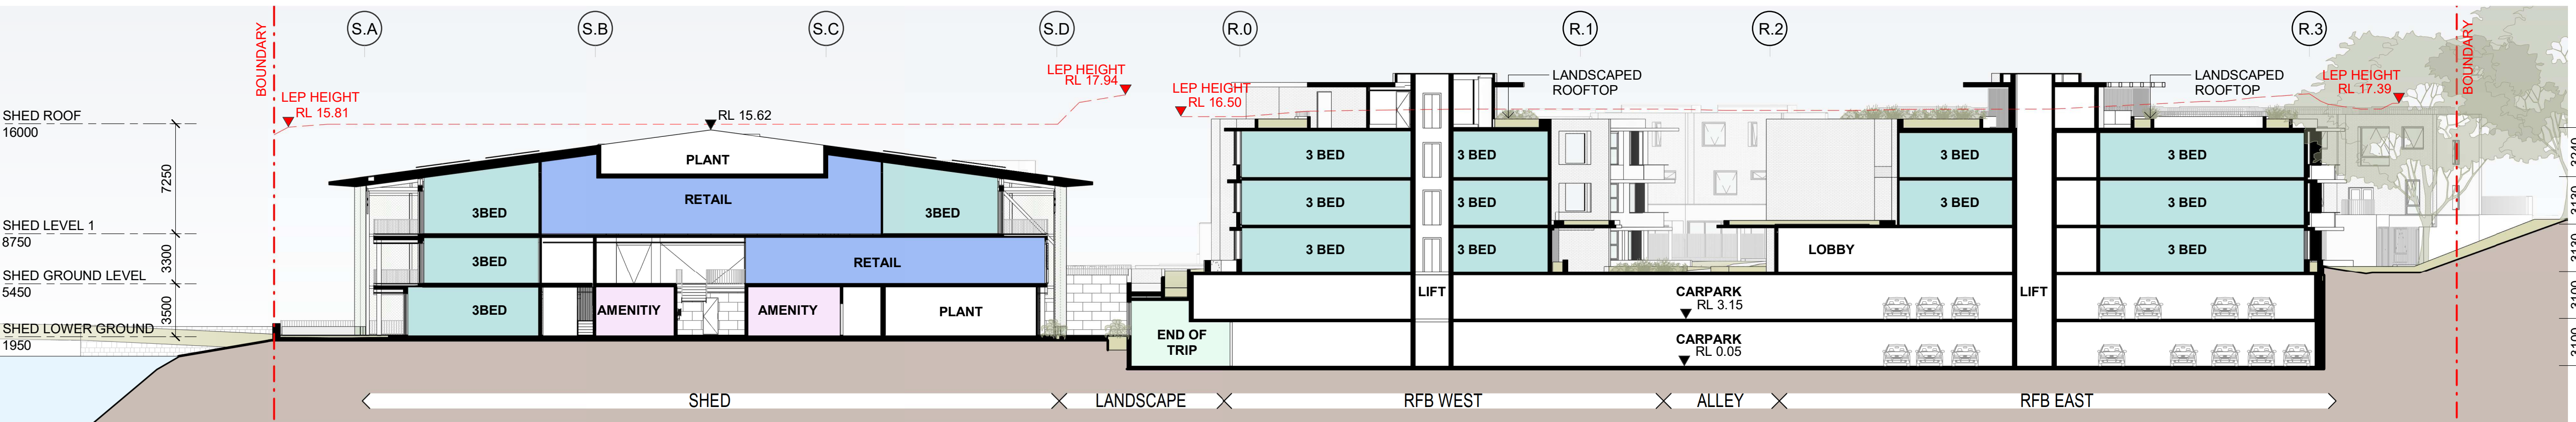 S.A
S.B
S.C
S.D
R.0
R.1
R.2
R.3
BOUNDARY
BOUNDARY
LEP HEIGHT
RL 15.81
RL 15.62
LEP HEIGHT
RL 17.94
LEP HEIGHT
RL 16.50
LANDSCAPED
ROOFTOP
LANDSCAPED
ROOFTOP
LEP HEIGHT
RL 17.39
SHED ROOF
16000
7250
SHED LEVEL 1
8750
3300
SHED GROUND LEVEL
5450
3500
SHED LOWER GROUND
1950
PLANT
RETAIL
3BED
3BED
3BED
RETAIL
3BED
AMENITIY
AMENITY
PLANT
3 BED
3 BED
3 BED
3 BED
3 BED
3 BED
3 BED
3 BED
3 BED
3 BED
LOBBY
3 BED
LIFT
LIFT
CARPARK
RL 3.15
CARPARK
RL 0.05
END OF
TRIP
3240
3130
3130
3100
3100
SHED
LANDSCAPE
RFB WEST
ALLEY
RFB EAST